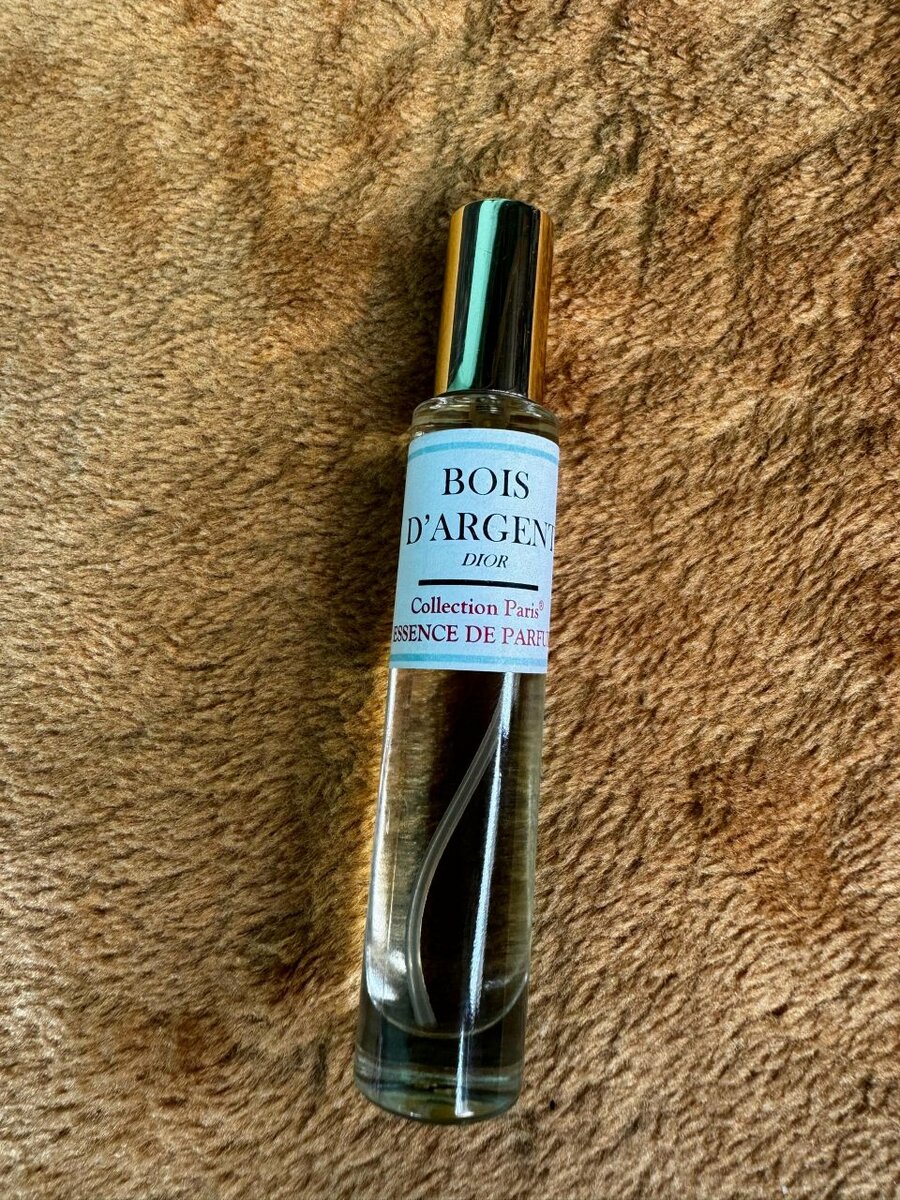 BOIS
D'ARGENT
DIOR
Collection Paris®
ESSENCE DE PARFU